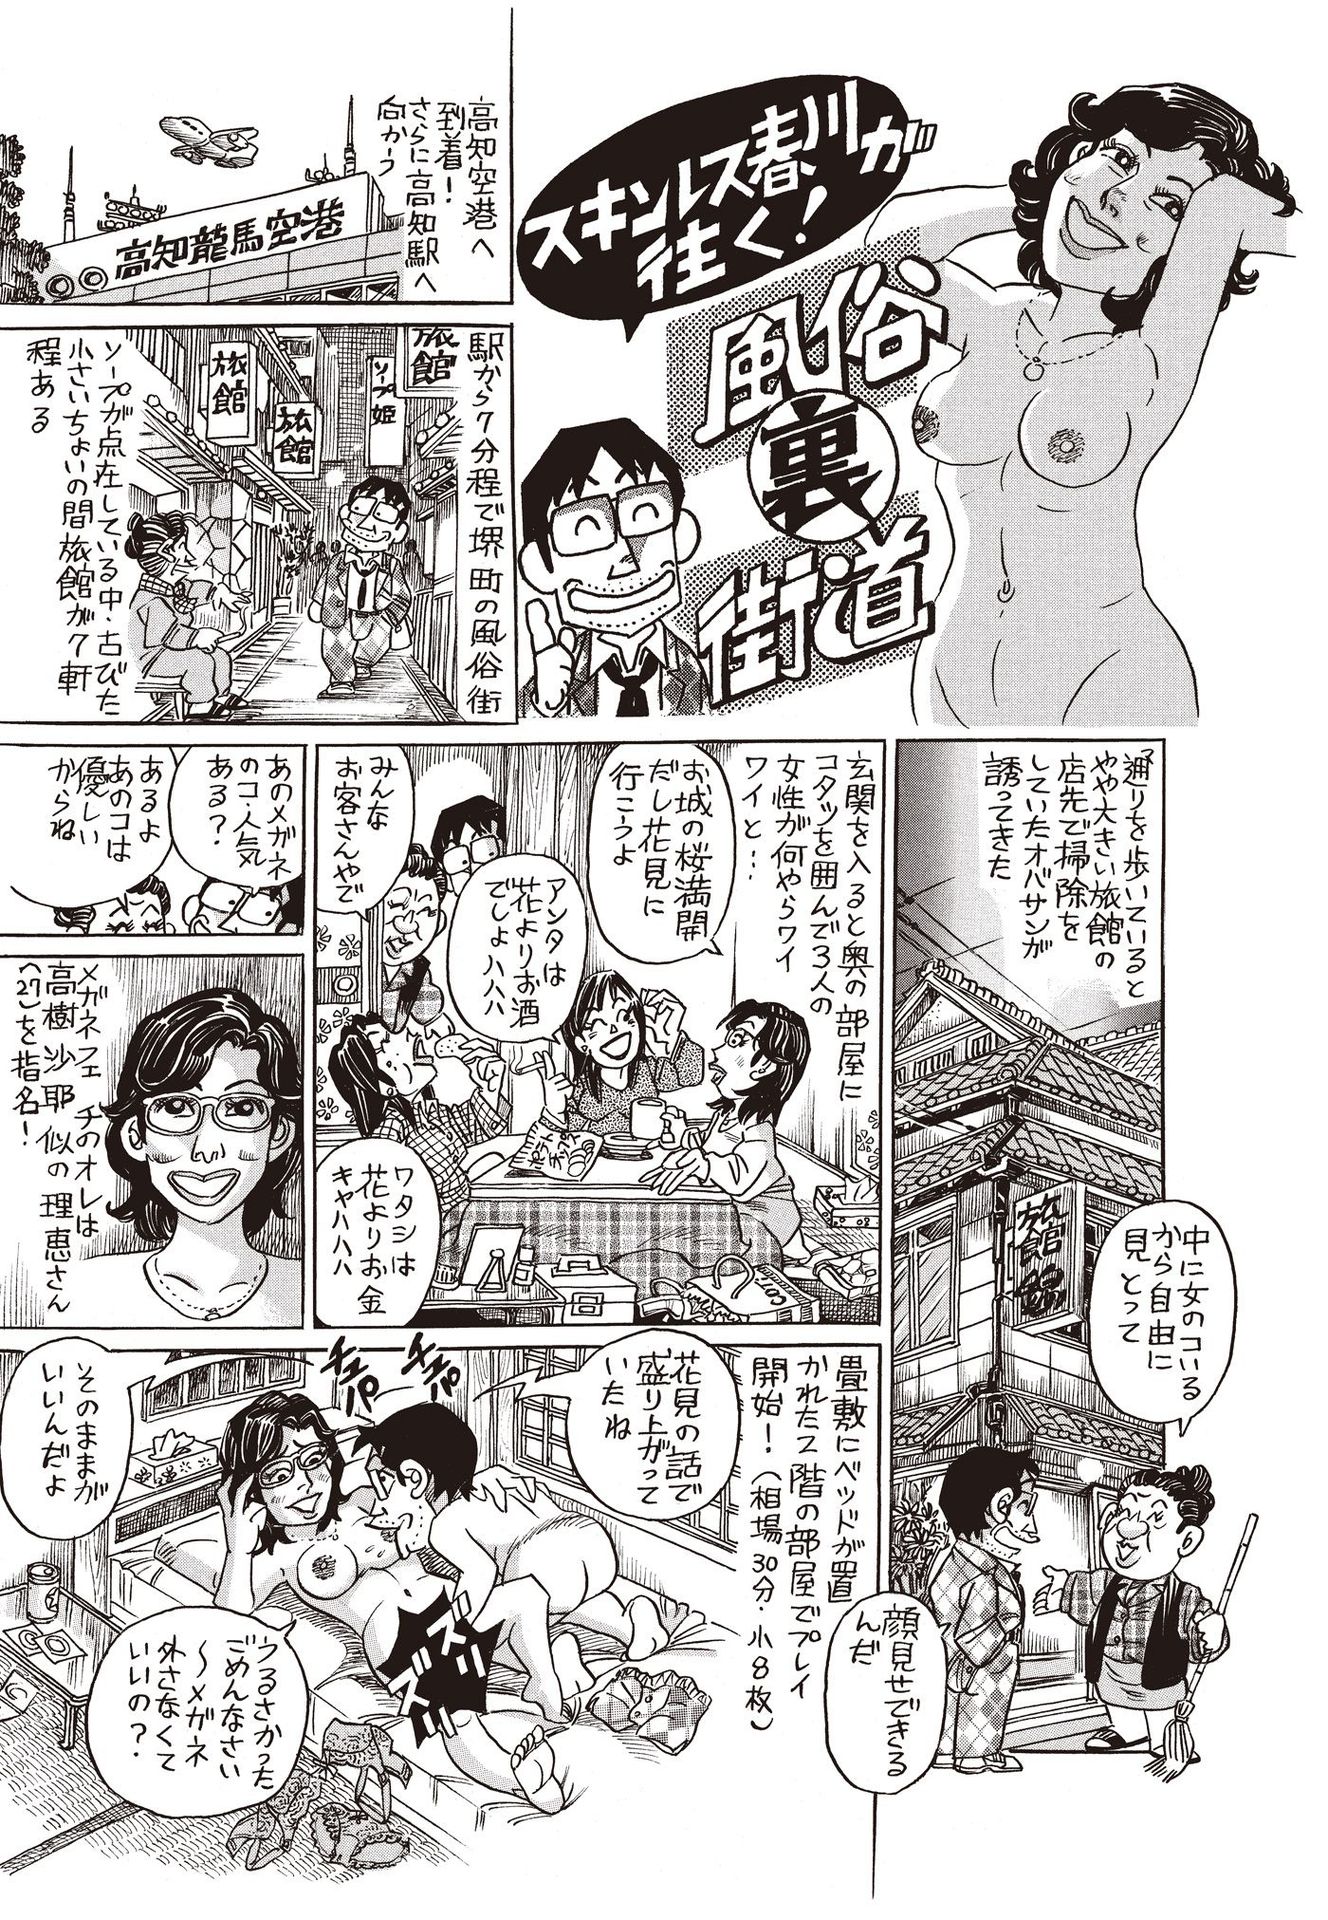 スキンレス春川が
往く!
風俗
裏
街道
高知空港へ
到着!
さらに高知駅へ
向かう
高知龍馬空港
駅から7分程で堺町の風俗街
ソープが点在している中・古びた
小さいちょいの間旅館が7軒
程ある
旅館
旅館
ソープ姫
旅館
通りを歩いていると
やや大きい旅館の
店先で掃除を
していたオバサンが
誘ってきた
旅館
中に女のコいる
から自由に
見とって
顔見せできる
んだ
玄関を入ると奥の部屋に
コタツを囲んで3人の
女性が何やらワイ
ワイと…
お城の桜満開
だし花見に
行こうよ
アンタは
花よりお酒
でしょハハハ
みんな
お客さんやで
ワタシは
花よりお金
キャハハハ
ポテト
チップス
あのメガネ
のコ・人気
ある?
あるよ
あのコは
優しい
からね
メガネフェチのオレは
高樹沙耶似の理恵さん
(27)を指名!
畳敷にベッドが置
かれた2階の部屋でプレイ
開始!(相場30分・小8枚)
花見の話で
盛り上がって
いたね
チュパ
チュパ
うるさかった
ごめんなさい
〜メガネ
外さなくて
いいの?
そのままが
いいんだよ
ズリ
ズズ